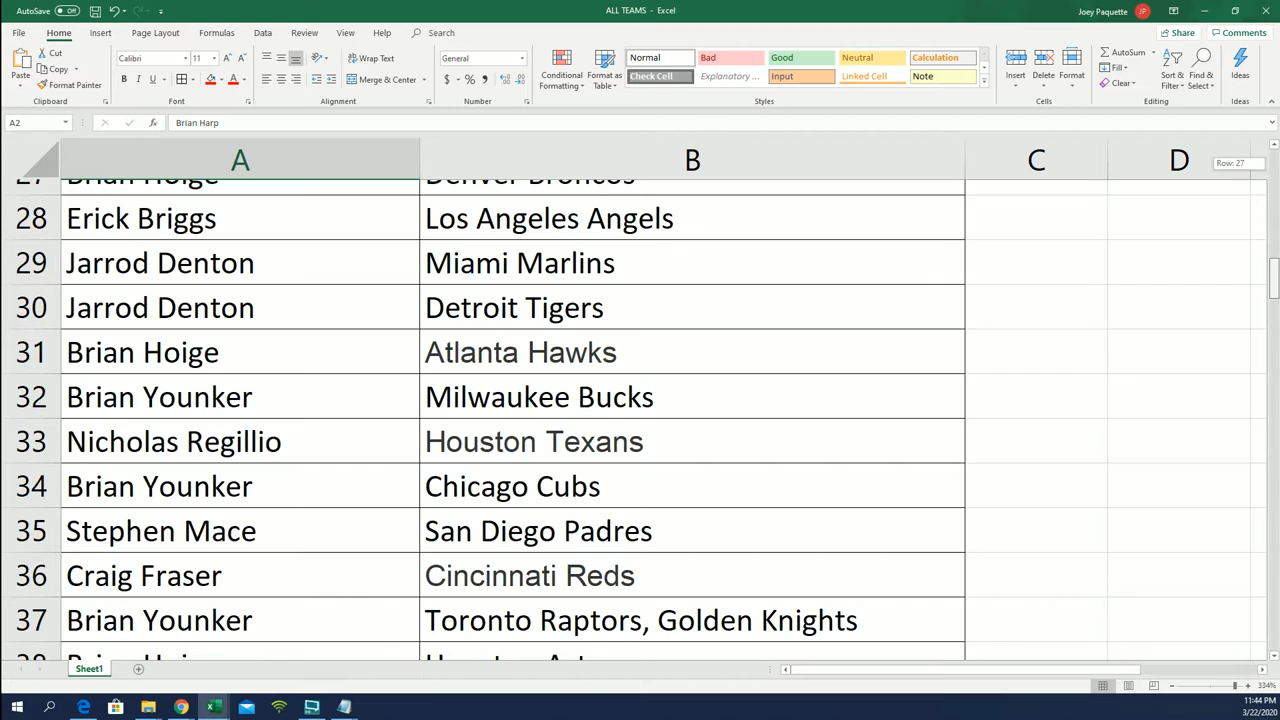 AutoSave Off ALL TEAMS - Excel Joey Paquette JP
File Home Insert Page Layout Formulas Data Review View Help Search Share Comments
Paste Cut Copy Format Painter Clipboard
Calibri 11 B I U A Font
Wrap Text Merge & Center Alignment
General $ % Number
Conditional Formatting Format as Table
Normal Bad Good Neutral Calculation
Check Cell Explanatory ... Input Linked Cell Note
Styles
Insert Delete Format Cells
AutoSum Fill Clear Sort & Filter Find & Select Editing
Ideas Ideas
A2 fx Brian Harp
A B C D
Row: 27
27 Brian Hoige Denver Broncos
28 Erick Briggs Los Angeles Angels
29 Jarrod Denton Miami Marlins
30 Jarrod Denton Detroit Tigers
31 Brian Hoige Atlanta Hawks
32 Brian Younker Milwaukee Bucks
33 Nicholas Regillio Houston Texans
34 Brian Younker Chicago Cubs
35 Stephen Mace San Diego Padres
36 Craig Fraser Cincinnati Reds
37 Brian Younker Toronto Raptors, Golden Knights
38
Sheet1
334%
11:44 PM
3/22/2020